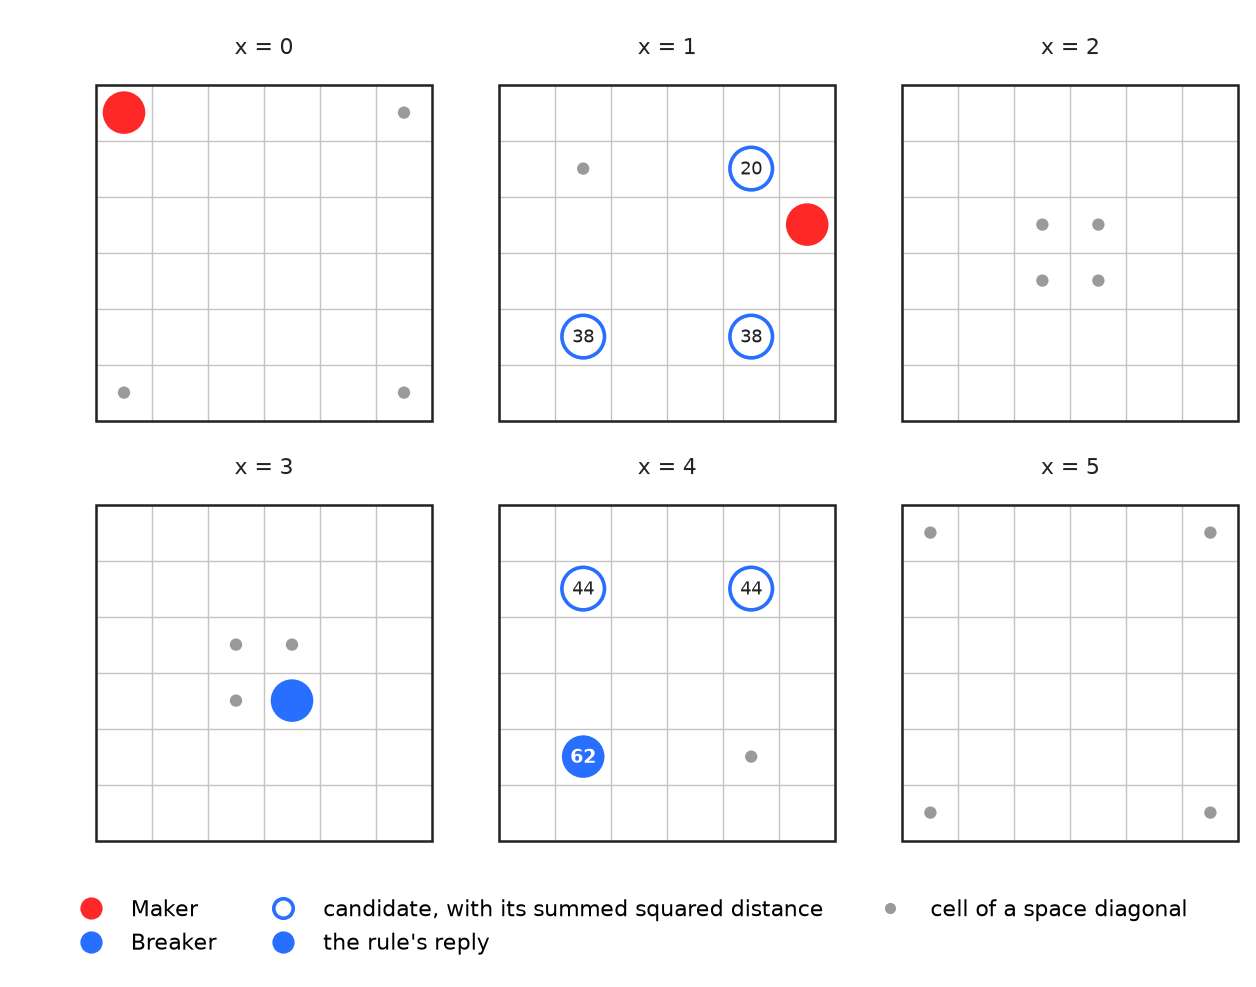 x = 0
x = 1
x = 2
20
38
38
x = 3
x = 4
x = 5
44
44
62
Maker
candidate, with its summed squared distance
cell of a space diagonal
Breaker
the rule's reply